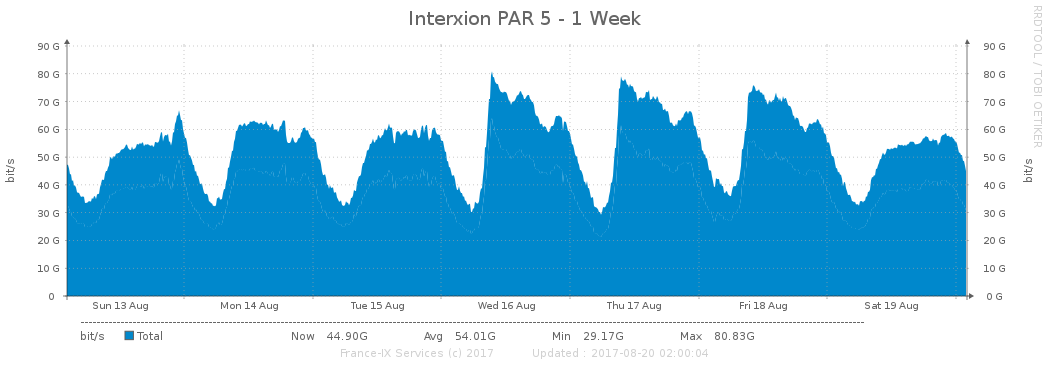 Interxion PAR 5 - 1 Week
RRDTOOL / TOBI OETIKER
bit/s
90 G 90 G
80 G 80 G
70 G 70 G
60 G 60 G
50 G 50 G
40 G 40 G
30 G 30 G
20 G 20 G
10 G 10 G
0 0 G
bit/s
Sun 13 Aug Mon 14 Aug Tue 15 Aug Wed 16 Aug Thu 17 Aug Fri 18 Aug Sat 19 Aug
bit/s Total Now 44.90G Avg 54.01G Min 29.17G Max 80.83G
France-IX Services (c) 2017 Updated : 2017-08-20 02:00:04